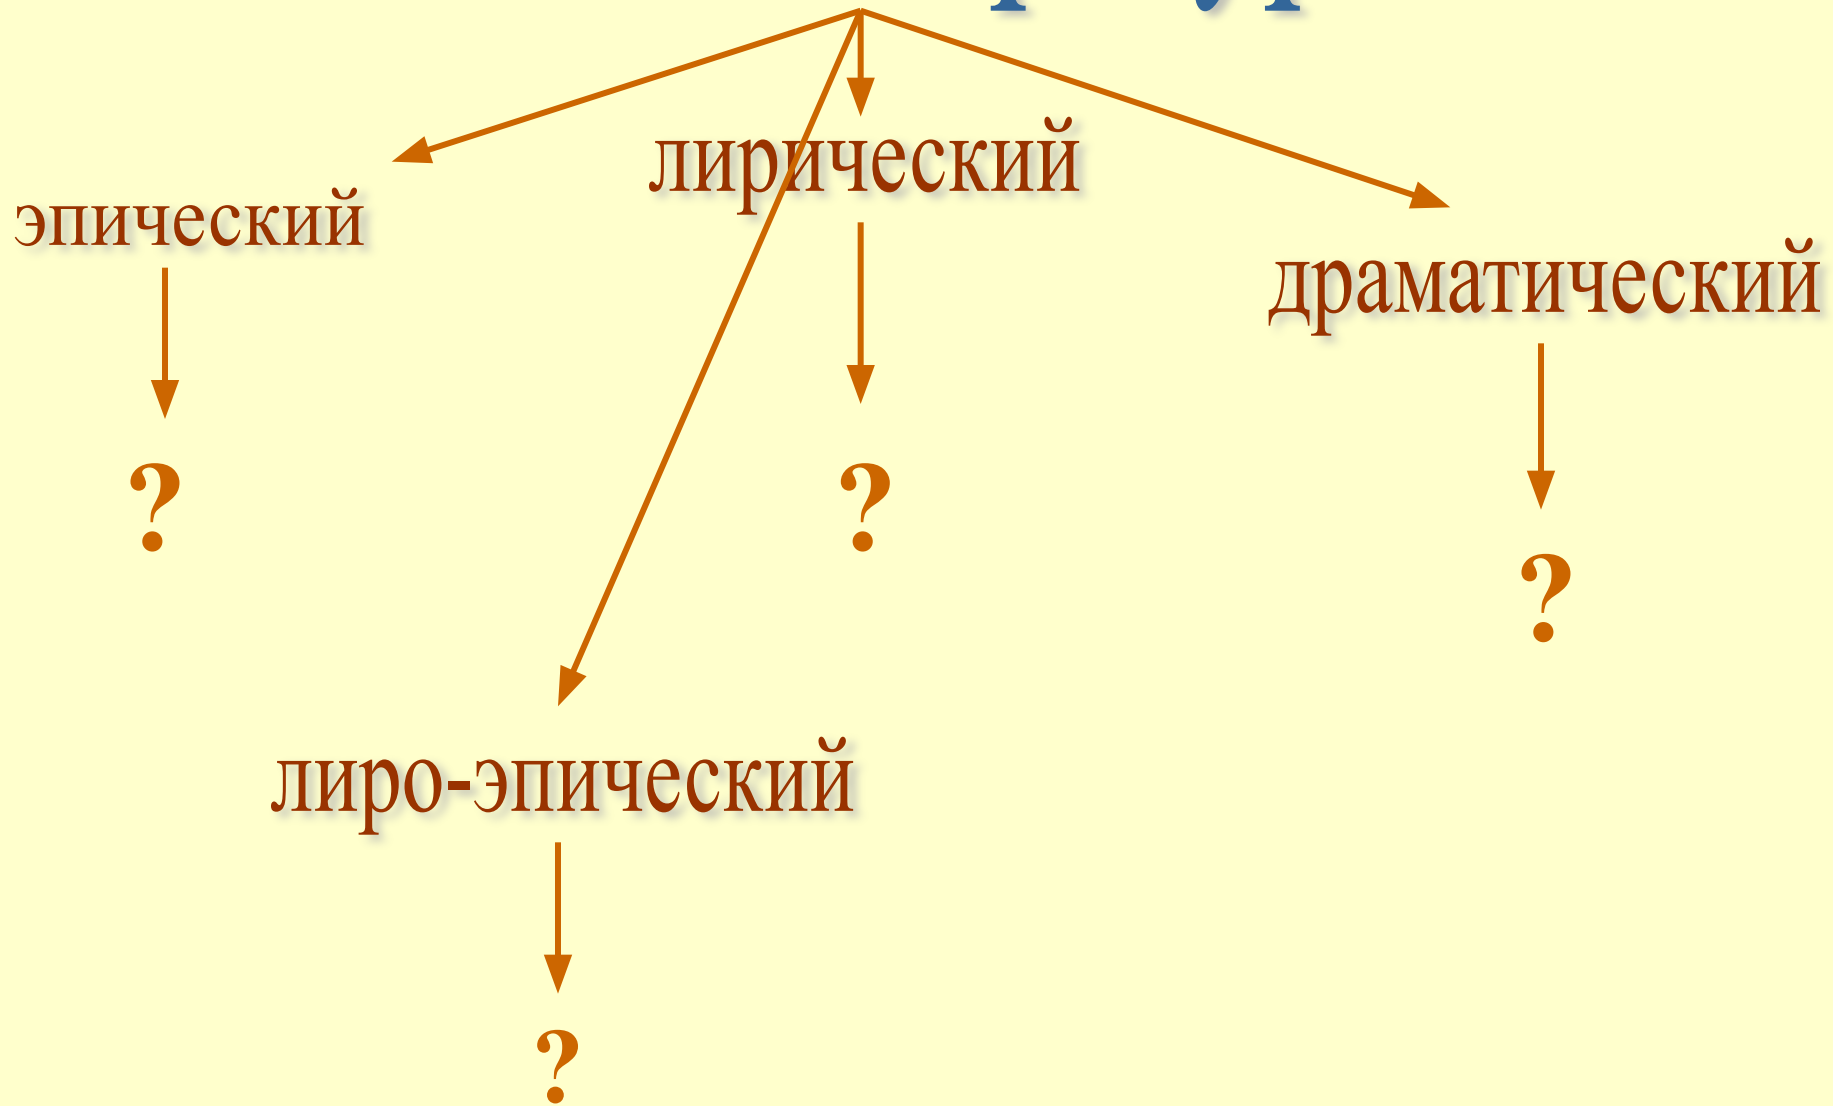 лирический
эпический
драматический
?
?
?
лиро-эпический
?